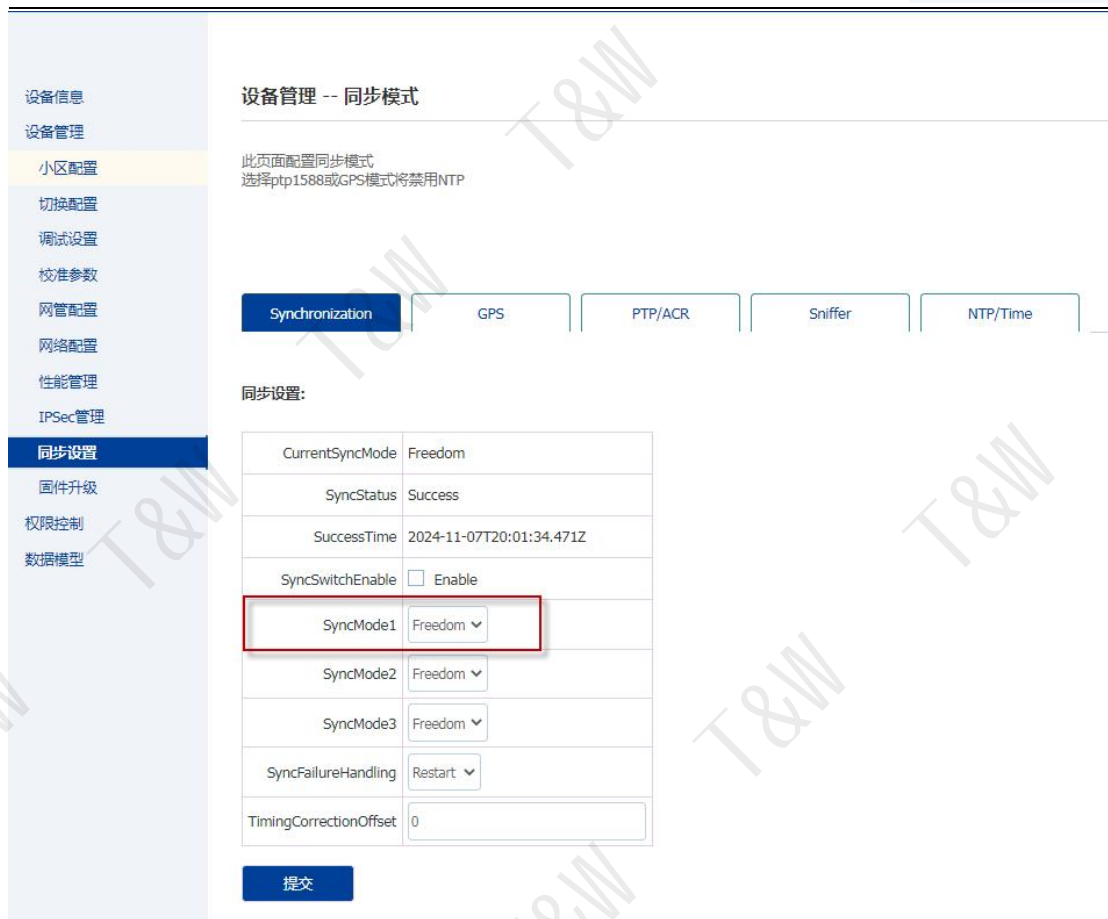 设备信息
设备管理
小区配置
切换配置
调试设置
校准参数
网管配置
网络配置
性能管理
IPSec管理
同步设置
固件升级
权限控制
数据模型
设备管理 -- 同步模式
此页面配置同步模式
选择ptp1588或GPS模式将禁用NTP
Synchronization GPS PTP/ACR Sniffer NTP/Time
同步设置:
CurrentSyncMode Freedom
SyncStatus Success
SuccessTime 2024-11-07T20:01:34.471Z
SyncSwitchEnable Enable
SyncMode1 Freedom
SyncMode2 Freedom
SyncMode3 Freedom
SyncFailureHandling Restart
TimingCorrectionOffset 0
提交
T&W
T&W
T&W
T&W
T&W
T&W